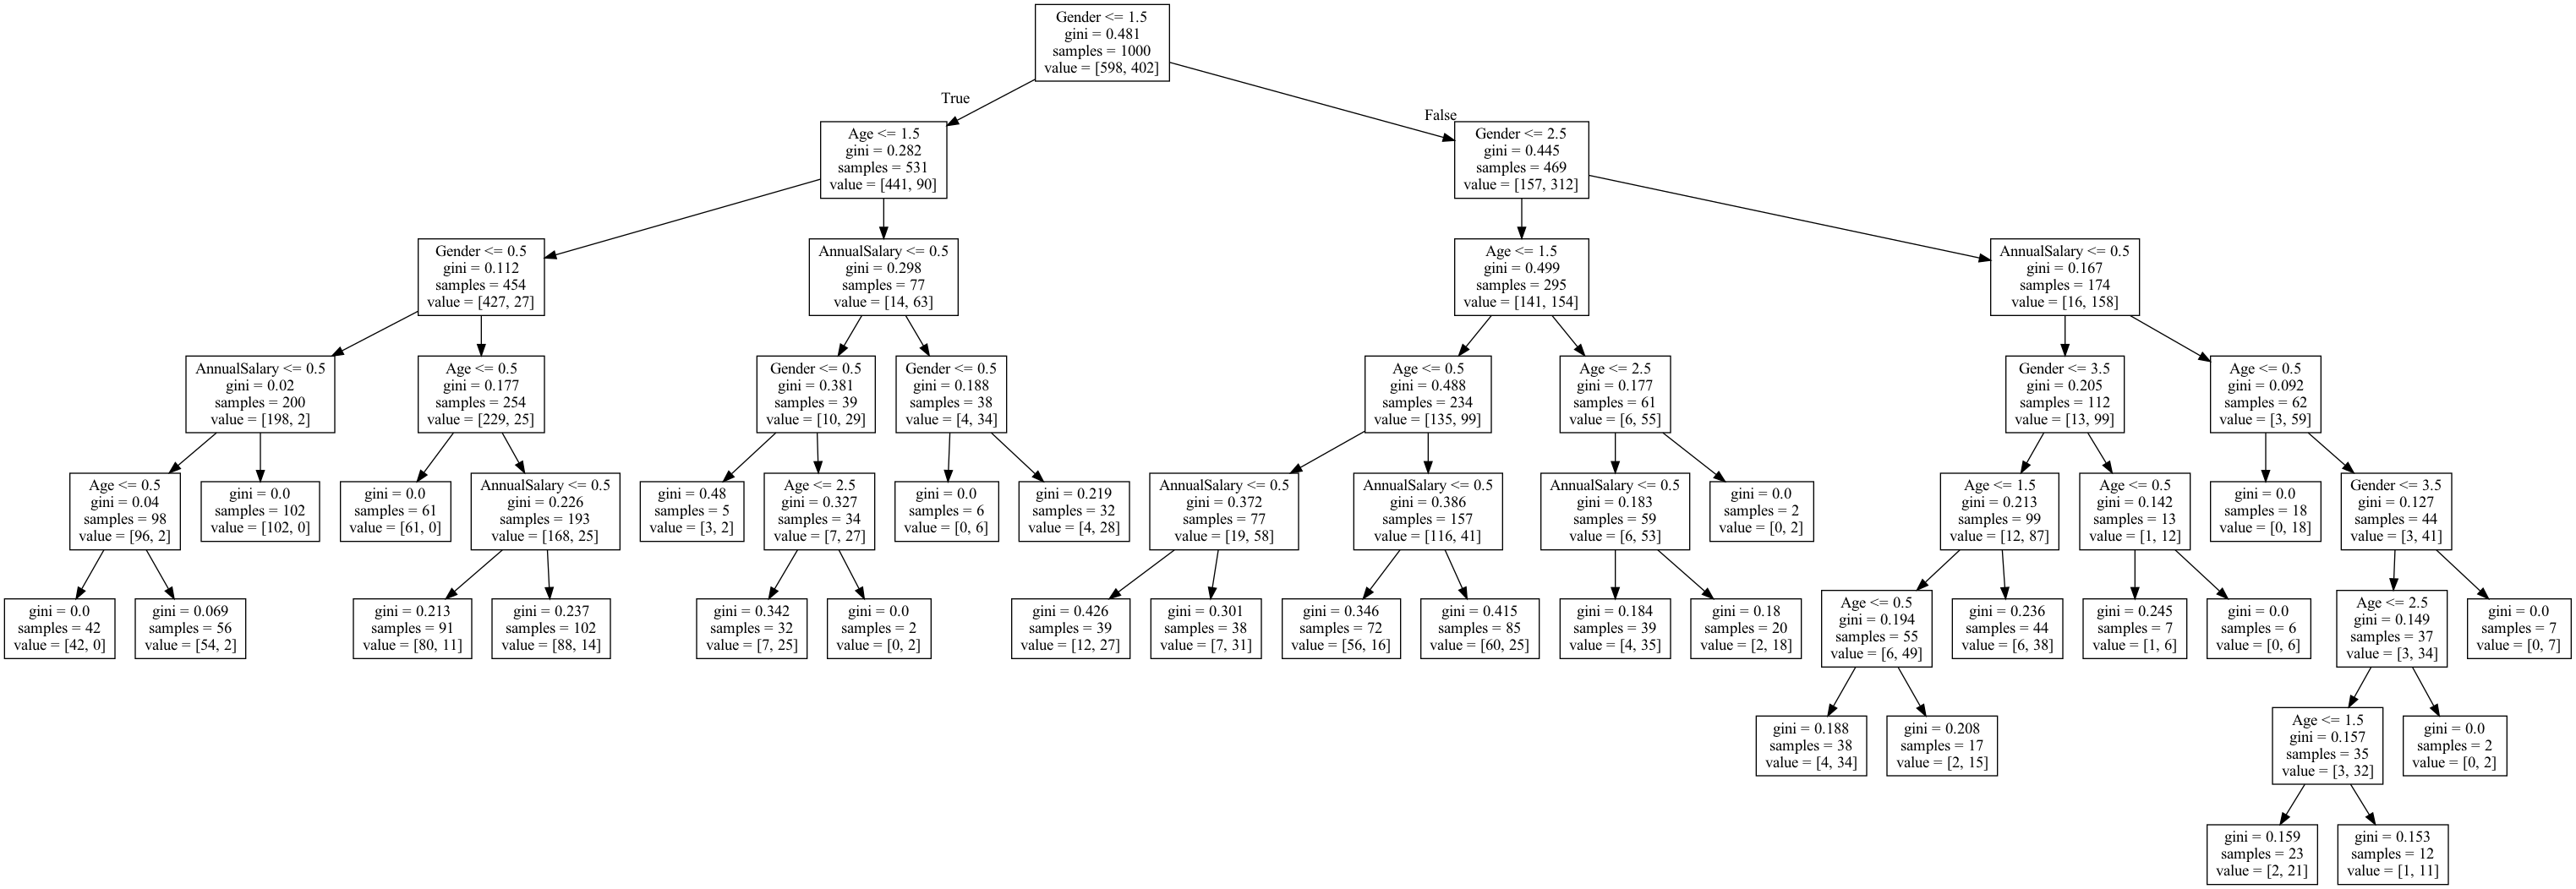 Gender <= 1.5
gini = 0.481
samples = 1000
value = [598, 402]
True
False
Age <= 1.5
gini = 0.282
samples = 531
value = [441, 90]
Gender <= 2.5
gini = 0.445
samples = 469
value = [157, 312]
Gender <= 0.5
gini = 0.112
samples = 454
value = [427, 27]
AnnualSalary <= 0.5
gini = 0.298
samples = 77
value = [14, 63]
Age <= 1.5
gini = 0.499
samples = 295
value = [141, 154]
AnnualSalary <= 0.5
gini = 0.167
samples = 174
value = [16, 158]
AnnualSalary <= 0.5
gini = 0.02
samples = 200
value = [198, 2]
Age <= 0.5
gini = 0.177
samples = 254
value = [229, 25]
Gender <= 0.5
gini = 0.381
samples = 39
value = [10, 29]
Gender <= 0.5
gini = 0.188
samples = 38
value = [4, 34]
Age <= 0.5
gini = 0.488
samples = 234
value = [135, 99]
Age <= 2.5
gini = 0.177
samples = 61
value = [6, 55]
Gender <= 3.5
gini = 0.205
samples = 112
value = [13, 99]
Age <= 0.5
gini = 0.092
samples = 62
value = [3, 59]
Age <= 0.5
gini = 0.04
samples = 98
value = [96, 2]
gini = 0.0
samples = 102
value = [102, 0]
gini = 0.0
samples = 61
value = [61, 0]
AnnualSalary <= 0.5
gini = 0.226
samples = 193
value = [168, 25]
gini = 0.48
samples = 5
value = [3, 2]
Age <= 2.5
gini = 0.327
samples = 34
value = [7, 27]
gini = 0.0
samples = 6
value = [0, 6]
gini = 0.219
samples = 32
value = [4, 28]
AnnualSalary <= 0.5
gini = 0.372
samples = 77
value = [19, 58]
AnnualSalary <= 0.5
gini = 0.386
samples = 157
value = [116, 41]
AnnualSalary <= 0.5
gini = 0.183
samples = 59
value = [6, 53]
gini = 0.0
samples = 2
value = [0, 2]
Age <= 1.5
gini = 0.213
samples = 99
value = [12, 87]
Age <= 0.5
gini = 0.142
samples = 13
value = [1, 12]
gini = 0.0
samples = 18
value = [0, 18]
Gender <= 3.5
gini = 0.127
samples = 44
value = [3, 41]
gini = 0.0
samples = 42
value = [42, 0]
gini = 0.069
samples = 56
value = [54, 2]
gini = 0.213
samples = 91
value = [80, 11]
gini = 0.237
samples = 102
value = [88, 14]
gini = 0.342
samples = 32
value = [7, 25]
gini = 0.0
samples = 2
value = [0, 2]
gini = 0.426
samples = 39
value = [12, 27]
gini = 0.301
samples = 38
value = [7, 31]
gini = 0.346
samples = 72
value = [56, 16]
gini = 0.415
samples = 85
value = [60, 25]
gini = 0.184
samples = 39
value = [4, 35]
gini = 0.18
samples = 20
value = [2, 18]
Age <= 0.5
gini = 0.194
samples = 55
value = [6, 49]
gini = 0.236
samples = 44
value = [6, 38]
gini = 0.245
samples = 7
value = [1, 6]
gini = 0.0
samples = 6
value = [0, 6]
Age <= 2.5
gini = 0.149
samples = 37
value = [3, 34]
gini = 0.0
samples = 7
value = [0, 7]
gini = 0.188
samples = 38
value = [4, 34]
gini = 0.208
samples = 17
value = [2, 15]
Age <= 1.5
gini = 0.157
samples = 35
value = [3, 32]
gini = 0.0
samples = 2
value = [0, 2]
gini = 0.159
samples = 23
value = [2, 21]
gini = 0.153
samples = 12
value = [1, 11]